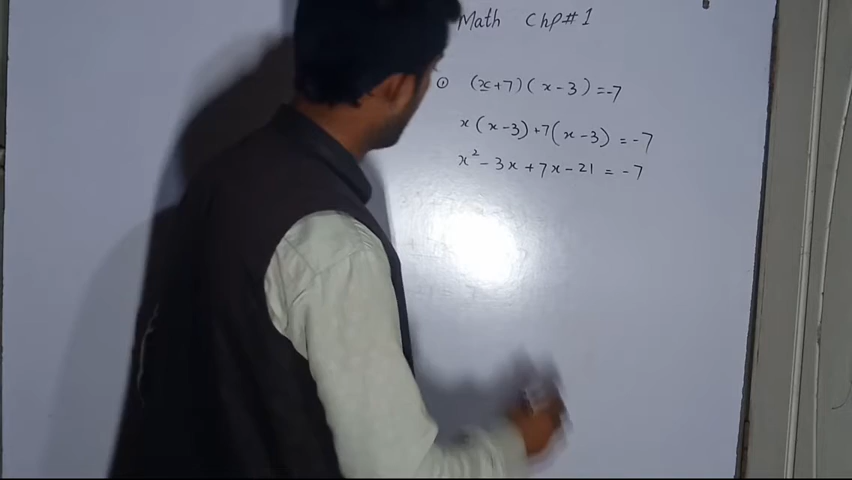 Math Chp#1
① (x+7)(x-3)=-7
x(x-3)+7(x-3)=-7
x²-3x+7x-21=-7